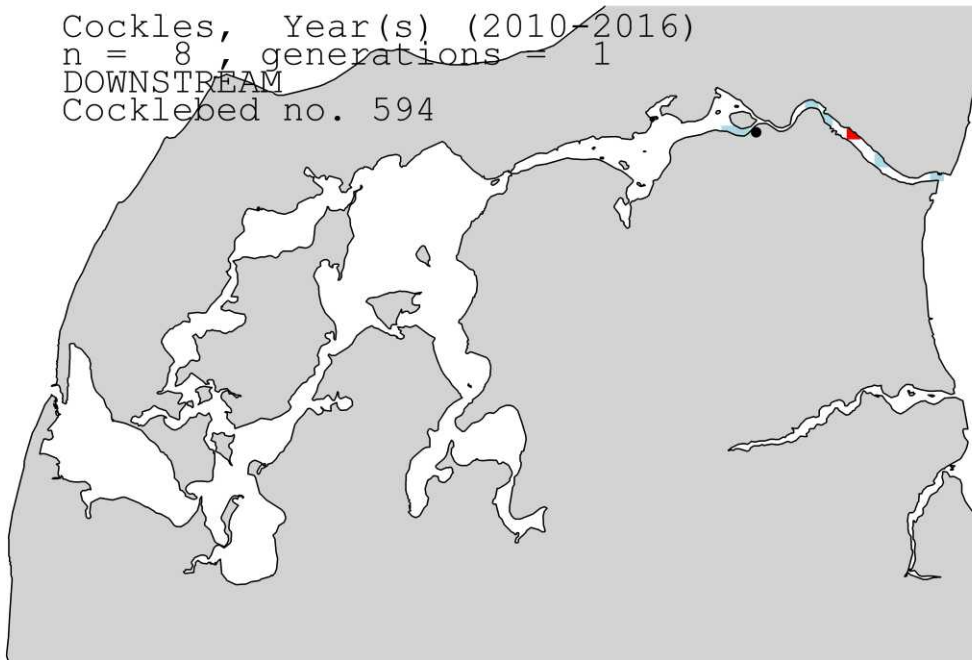 Cockles, Year(s) (2010-2016)
n = 8 , generations = 1
DOWNSTREAM
Cocklebed no. 594